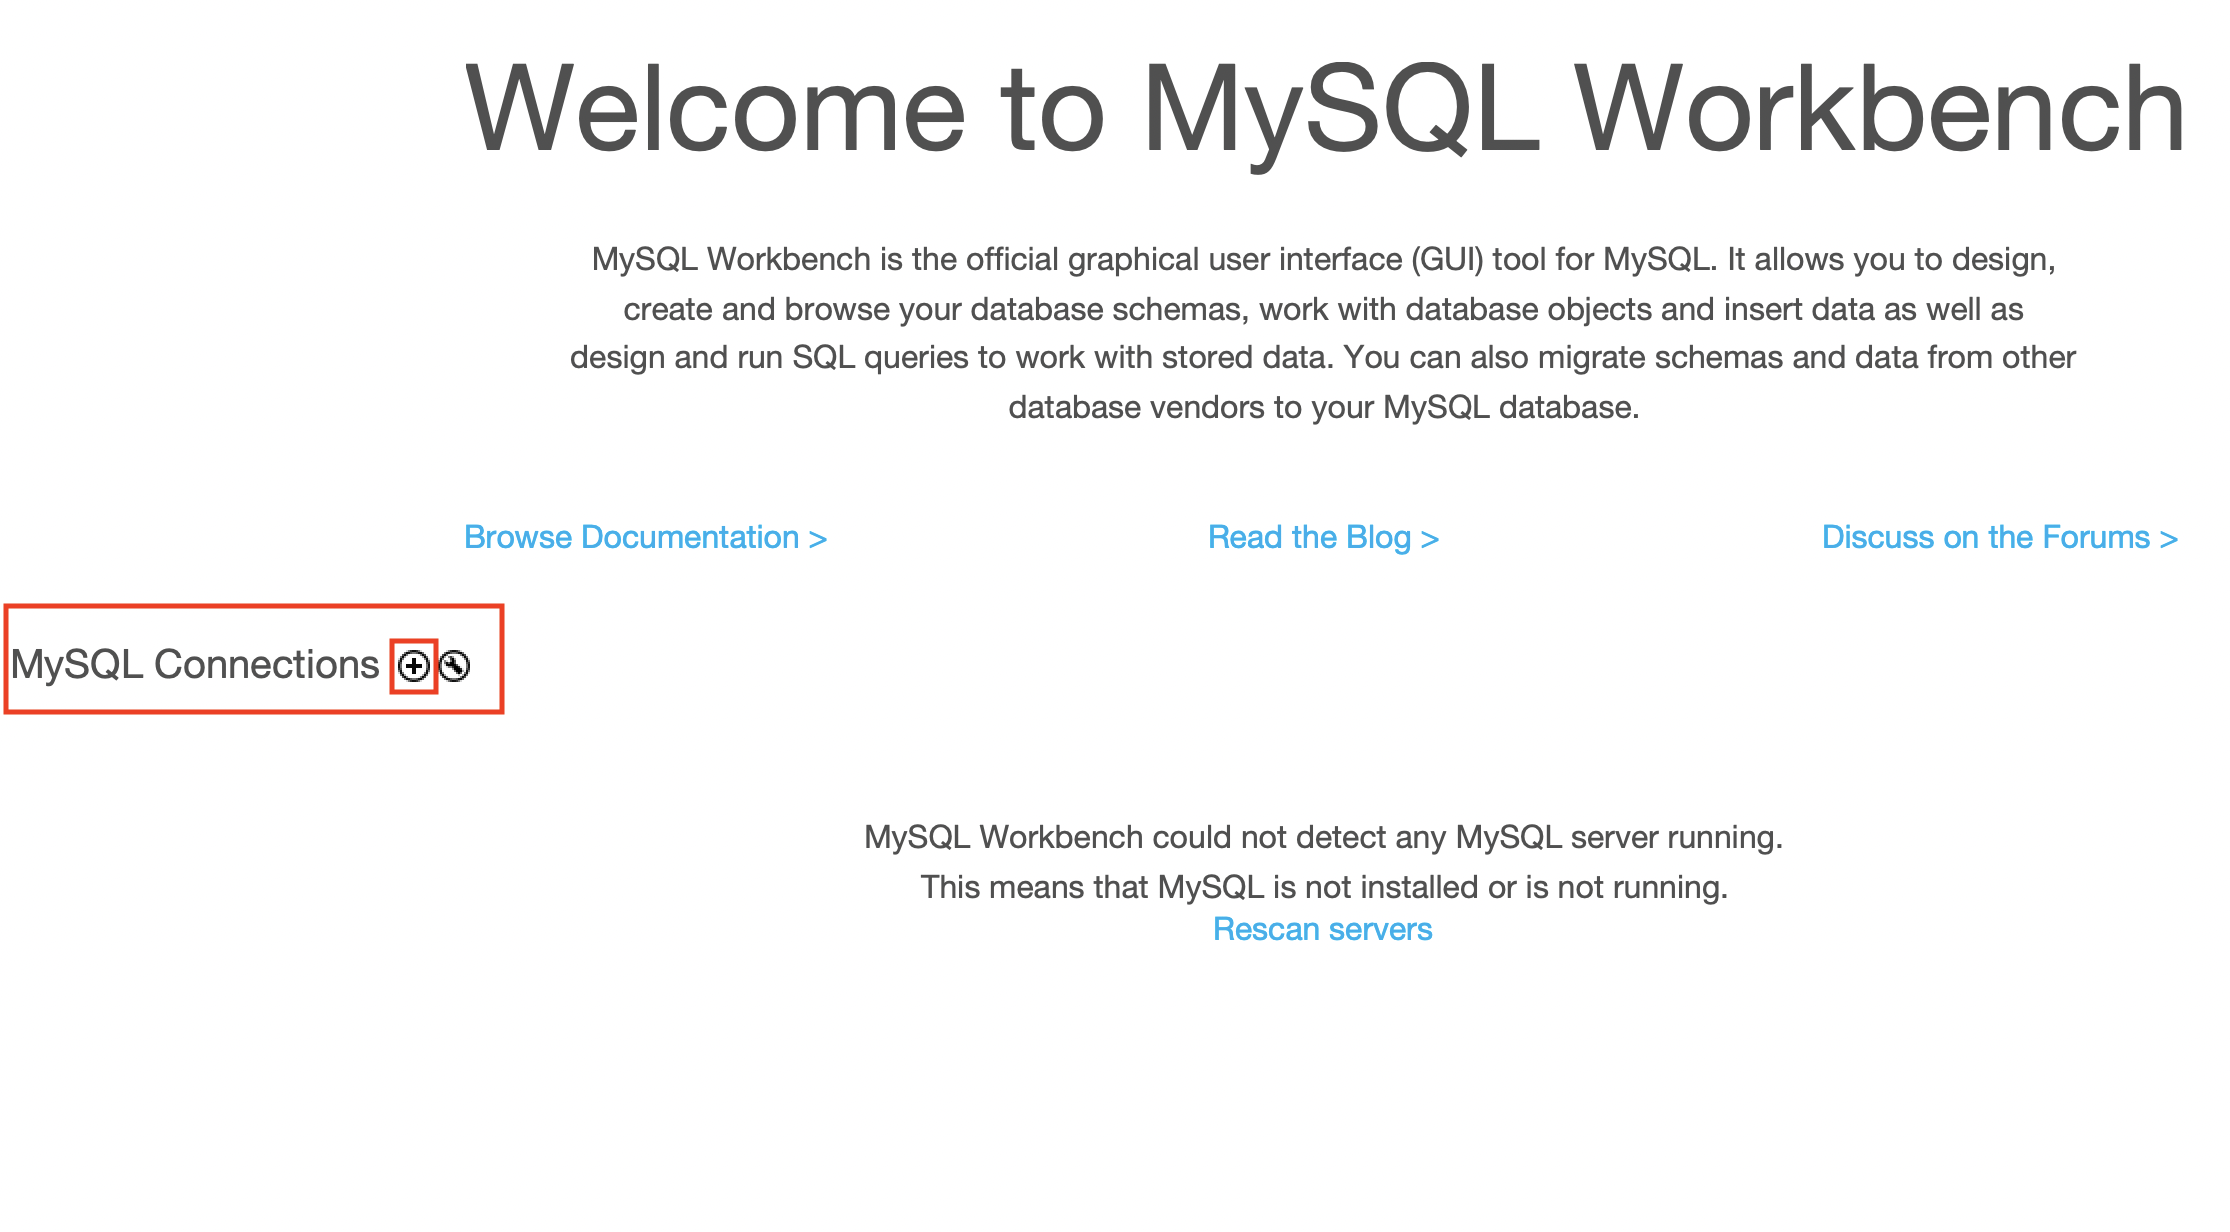 Welcome to MySQL Workbench
MySQL Workbench is the official graphical user interface (GUI) tool for MySQL. It allows you to design,
create and browse your database schemas, work with database objects and insert data as well as
design and run SQL queries to work with stored data. You can also migrate schemas and data from other
database vendors to your MySQL database.
Browse Documentation >
Read the Blog >
Discuss on the Forums >
MySQL Connections
MySQL Workbench could not detect any MySQL server running.
This means that MySQL is not installed or is not running.
Rescan servers